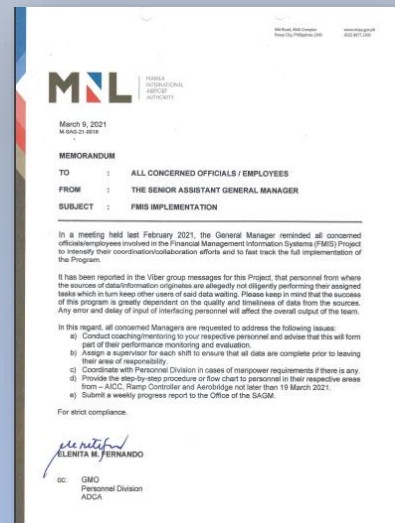 MIA Road, MIA Complex
Pasay City, Philippines 1300
www.miaa.gov.ph
MNL
MANILA
INTERNATIONAL
AIRPORT
AUTHORITY
March 9, 2021
MEMORANDUM
TO : ALL CONCERNED OFFICIALS / EMPLOYEES
FROM : THE SENIOR ASSISTANT GENERAL MANAGER
SUBJECT : FMIS IMPLEMENTATION
In a meeting held last February 2021, the General Manager reminded all concerned
officials/employees involved in the Financial Management Information Systems (FMIS) Project
to intensify their coordination/collaboration efforts and to fast track the full implementation of
the Program.
It has been reported in the Viber group messages for this Project, that personnel from where
the sources of data/information originates are allegedly not diligently performing their assigned
tasks which in turn keep other users of said data waiting. Please keep in mind that the success
of this program is greatly dependent on the quality and timeliness of data from the sources.
Any error and delay of input of interfacing personnel will affect the overall output of the team.
In this regard, all concerned Managers are requested to address the following issues:
a) Conduct coaching/mentoring to your respective personnel and advise that this will form
part of their performance monitoring and evaluation.
b) Assign a supervisor for each shift to ensure that all data are complete prior to leaving
their area of responsibility.
c) Coordinate with Personnel Division in cases of manpower requirements if there is any.
d) Provide the step-by-step procedure or flow chart to personnel in their respective areas
from – AICC, Ramp Controller and Aerobridge not later than 19 March 2021.
e) Submit a weekly progress report to the Office of the SAGM.
For strict compliance.
ELENITA M. FERNANDO
cc: GMO
Personnel Division
ADCA